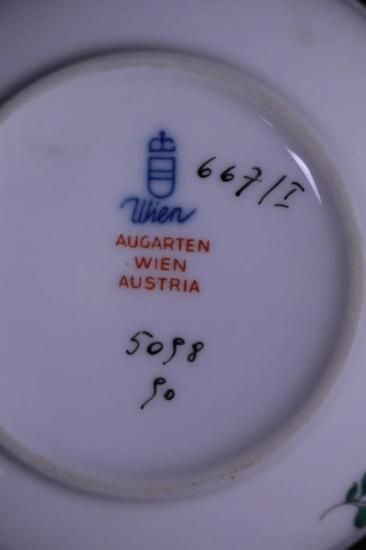 667/I
Wien
AUGARTEN
WIEN
AUSTRIA
5098
90